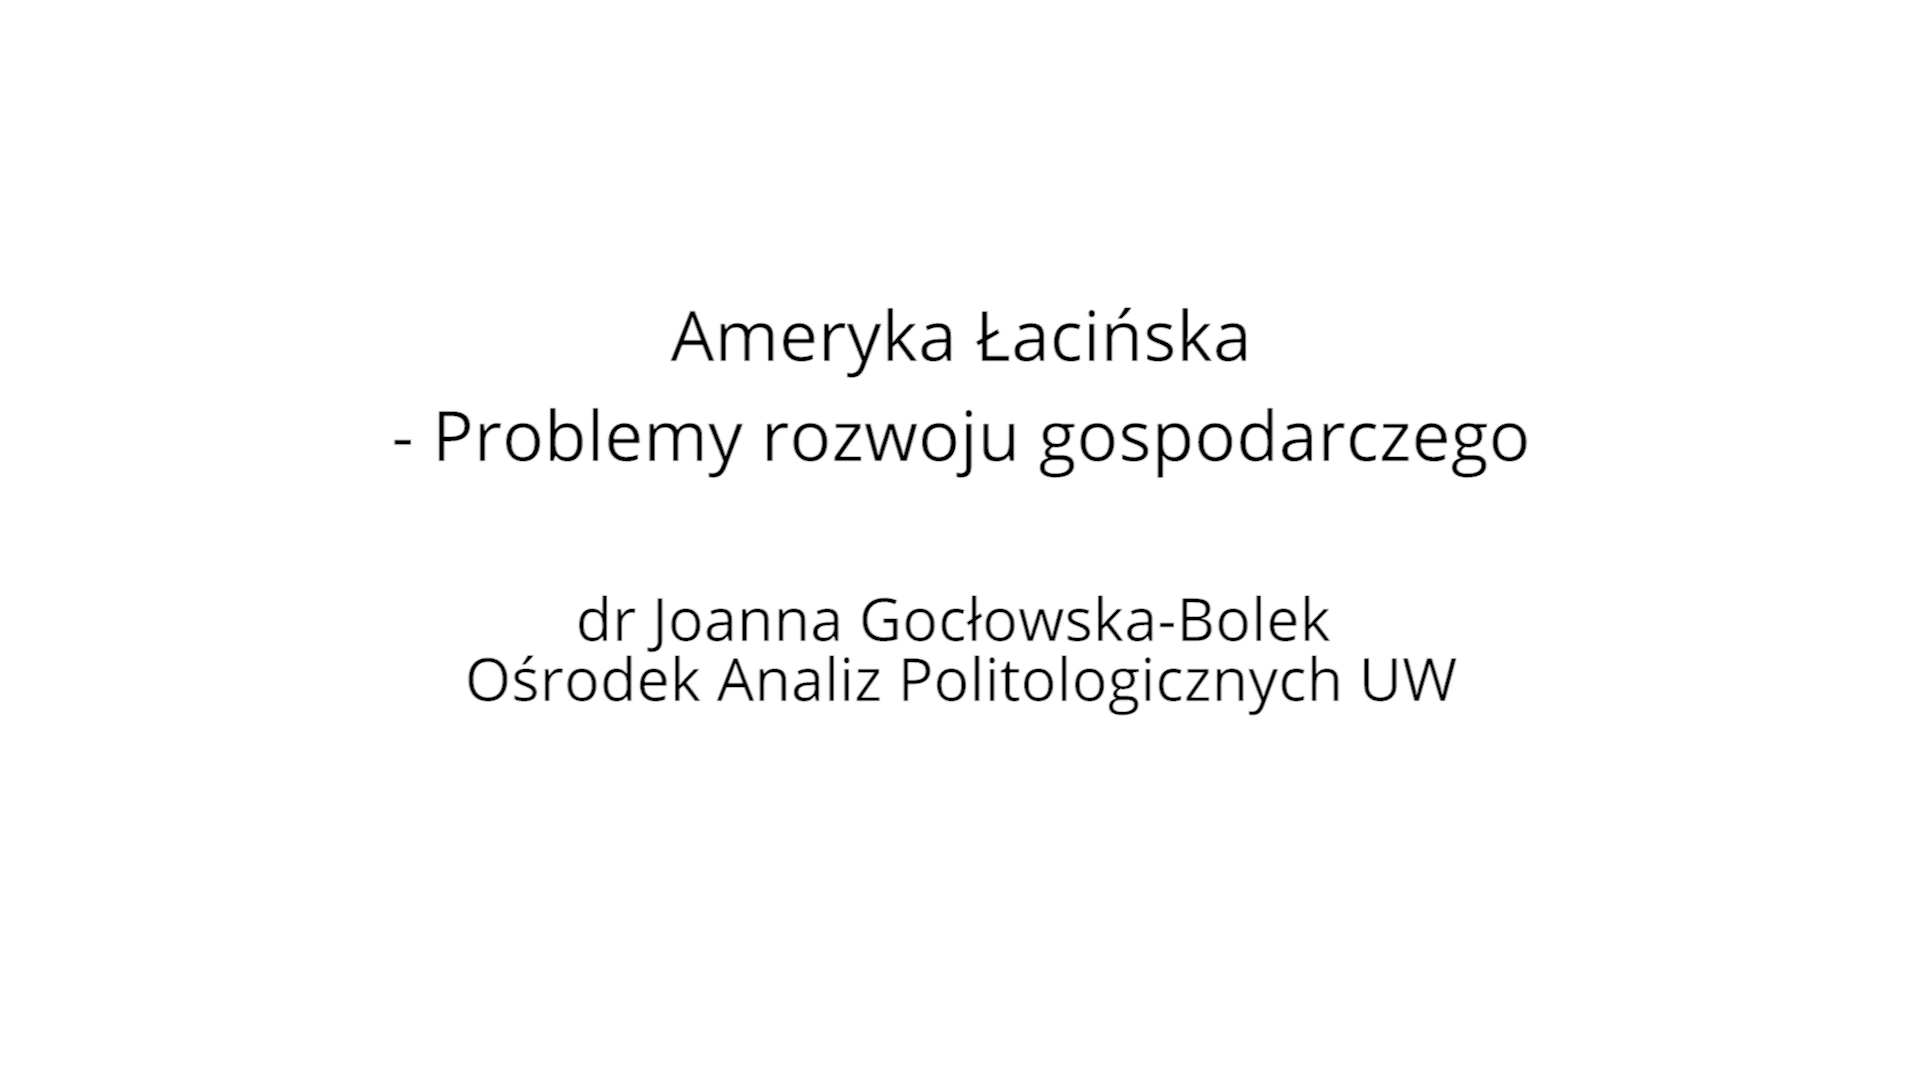 Ameryka Łacińska
- Problemy rozwoju gospodarczego
dr Joanna Gocłowska-Bolek
Ośrodek Analiz Politologicznych UW